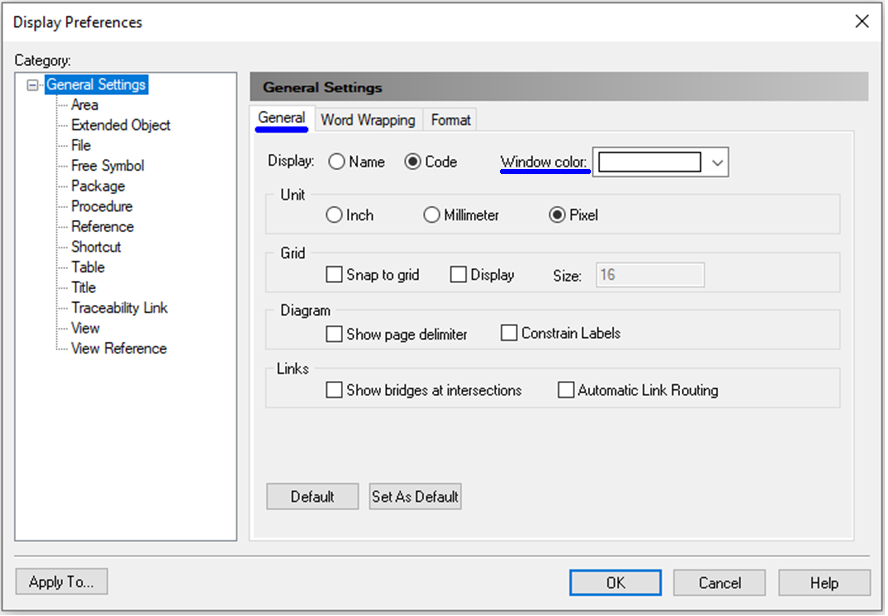 Display Preferences
Category:
General Settings
Area
Extended Object
File
Free Symbol
Package
Procedure
Reference
Shortcut
Table
Title
Traceability Link
View
View Reference
General Settings
General Word Wrapping Format
Display: Name Code Window color:
Unit
Inch Millimeter Pixel
Grid
Snap to grid Display Size: 16
Diagram
Show page delimiter Constrain Labels
Links
Show bridges at intersections Automatic Link Routing
Default Set As Default
Apply To... OK Cancel Help